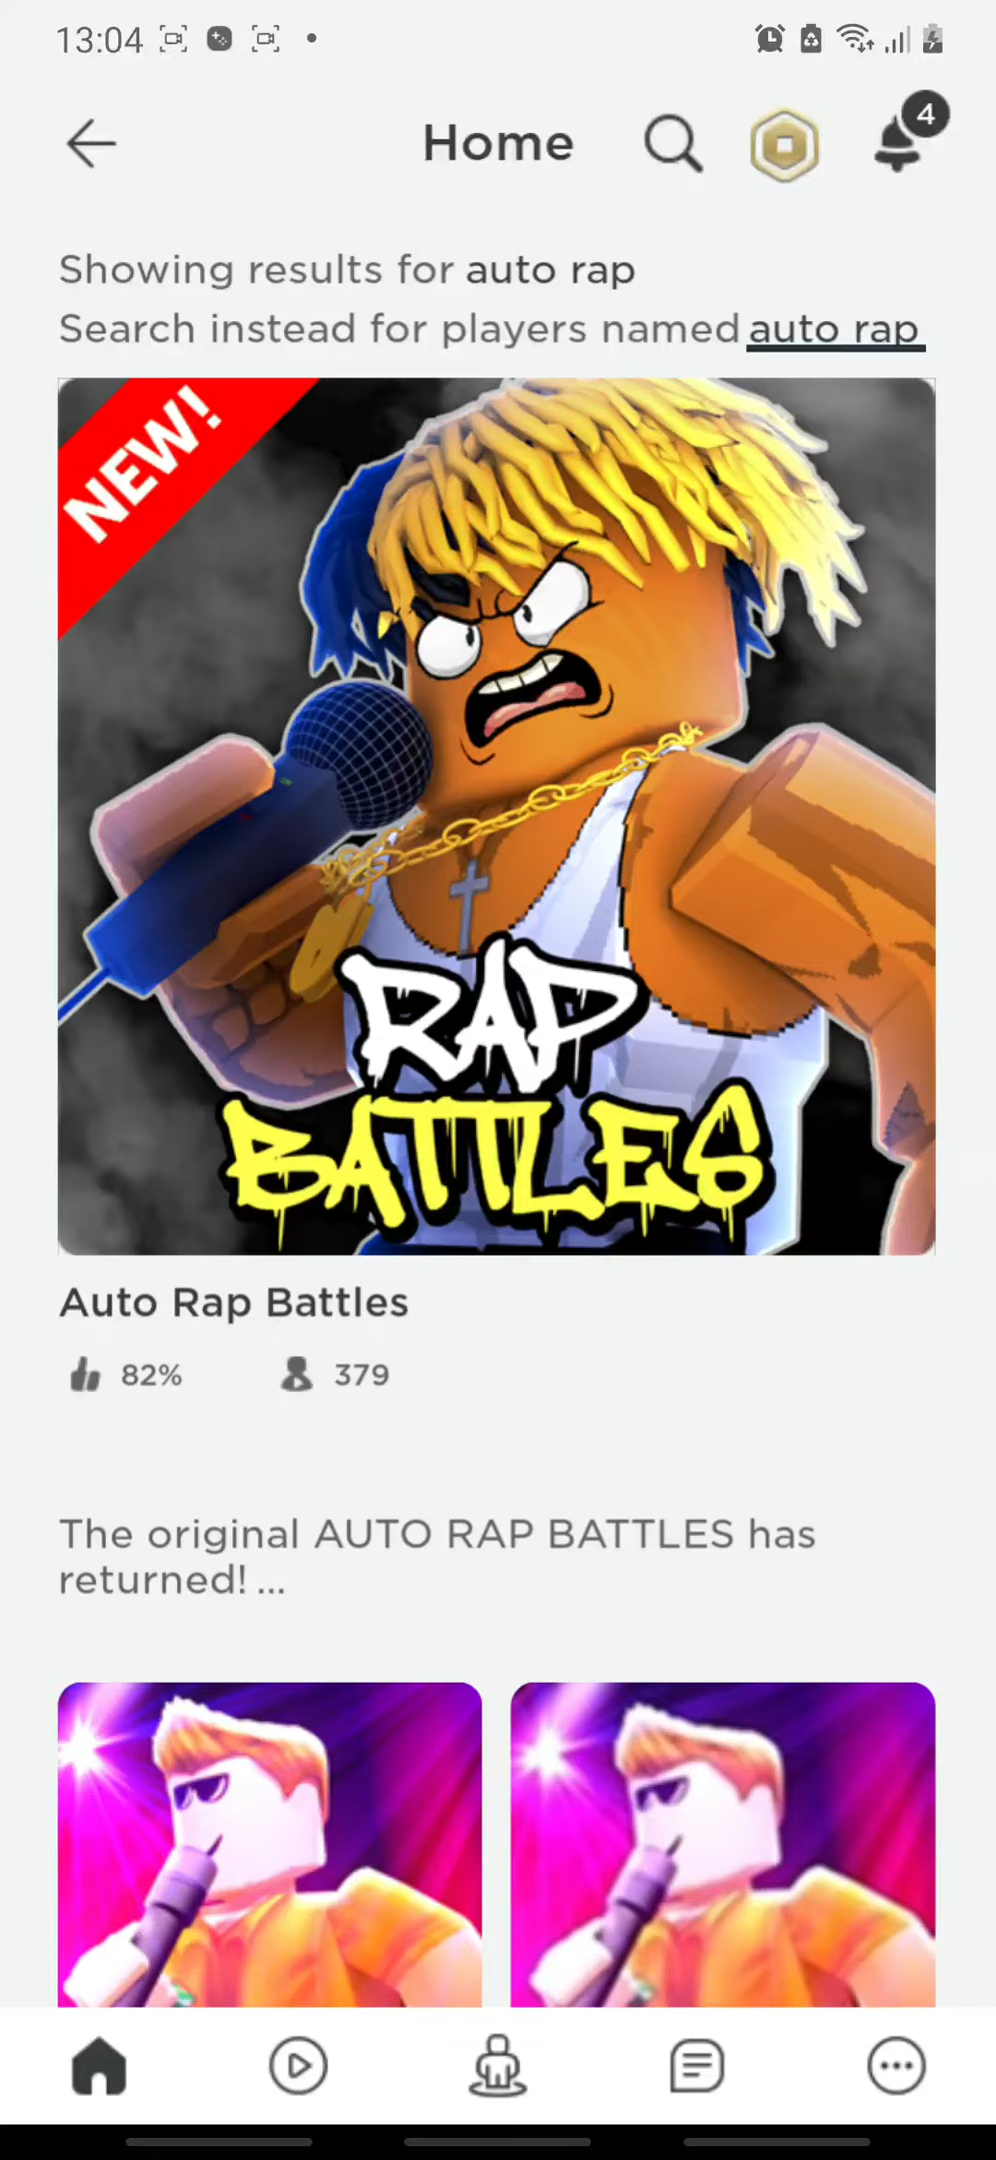 13:04
Home
4
Showing results for auto rap
Search instead for players named auto rap
NEW!
RAP
BATTLES
Auto Rap Battles
82% 379
The original AUTO RAP BATTLES has
returned! ...